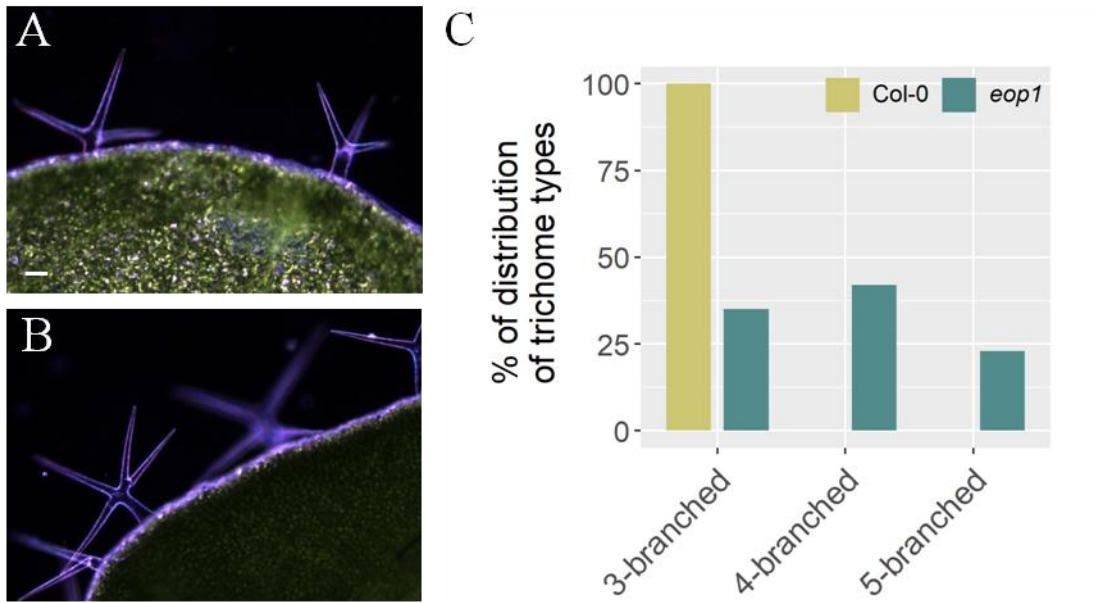 A
B
C
% of distribution
of trichome types
100
75
50
25
0
Col-0
eop1
3-branched
4-branched
5-branched